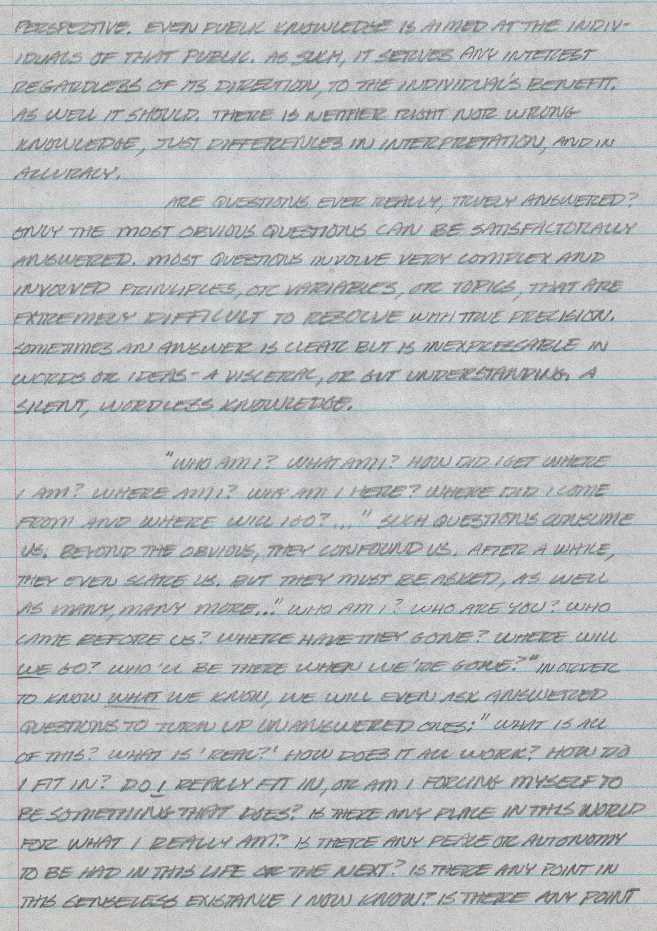 PERSPECTIVE. EVEN PUBLIC KNOWLEDGE IS AIMED AT THE INDIV-
IDUALS OF THAT PUBLIC. AS SUCH, IT SERVES ANY INTEREST
REGARDLESS OF ITS DIRECTION, TO THE INDIVIDUAL'S BENEFIT.
AS WELL IT SHOULD. THERE IS NEITHER RIGHT NOR WRONG
KNOWLEDGE, JUST DIFFERENCES IN INTERPRETATION, AND IN
ACCURACY.
ARE QUESTIONS EVER REALLY, TRUELY ANSWERED?
ONLY THE MOST OBVIOUS QUESTIONS CAN BE SATISFACTORALLY
ANSWERED. MOST QUESTIONS INVOLVE VERY COMPLEX AND
INVOLVED PRINCIPLES, OR VARIABLES, OR TOPICS, THAT ARE
EXTREMELY DIFFICULT TO RESOLVE WITH TRUE PRECISION.
SOMETIMES AN ANSWER IS CLEAR BUT IS INEXPRESSABLE IN
WORDS OR IDEAS - A VISCERAL, OR GUT UNDERSTANDING. A
SILENT, WORDLESS KNOWLEDGE.
"WHO AM I? WHAT AM I? HOW DID I GET WHERE
I AM? WHERE AM I? WHY AM I HERE? WHERE DID I COME
FROM AND WHERE WILL I GO?..." SUCH QUESTIONS CONSUME
US. BEYOND THE OBVIOUS, THEY CONFOUND US. AFTER A WHILE,
THEY EVEN SCARE US. BUT THEY MUST BE ASKED, AS WELL
AS MANY, MANY MORE..." WHO AM I? WHO ARE YOU? WHO
CAME BEFORE US? WHERE HAVE THEY GONE? WHERE WILL
WE GO? WHO'LL BE THERE WHEN WE'RE GONE?" IN ORDER
TO KNOW WHAT WE KNOW, WE WILL EVEN ASK ANSWERED
QUESTIONS TO TURN UP UNANSWERED ONES: "WHAT IS ALL
OF THIS? WHAT IS 'REAL?' HOW DOES IT ALL WORK? HOW DO
I FIT IN? DO I REALLY FIT IN, OR AM I FORCING MYSELF TO
BE SOMETHING THAT DOES? IS THERE ANY PLACE IN THIS WORLD
FOR WHAT I REALLY AM? IS THERE ANY PEACE OR AUTONOMY
TO BE HAD IN THIS LIFE OR THE NEXT? IS THERE ANY POINT IN
THIS SENSELESS EXISTANCE I NOW KNOW? IS THERE ANY POINT